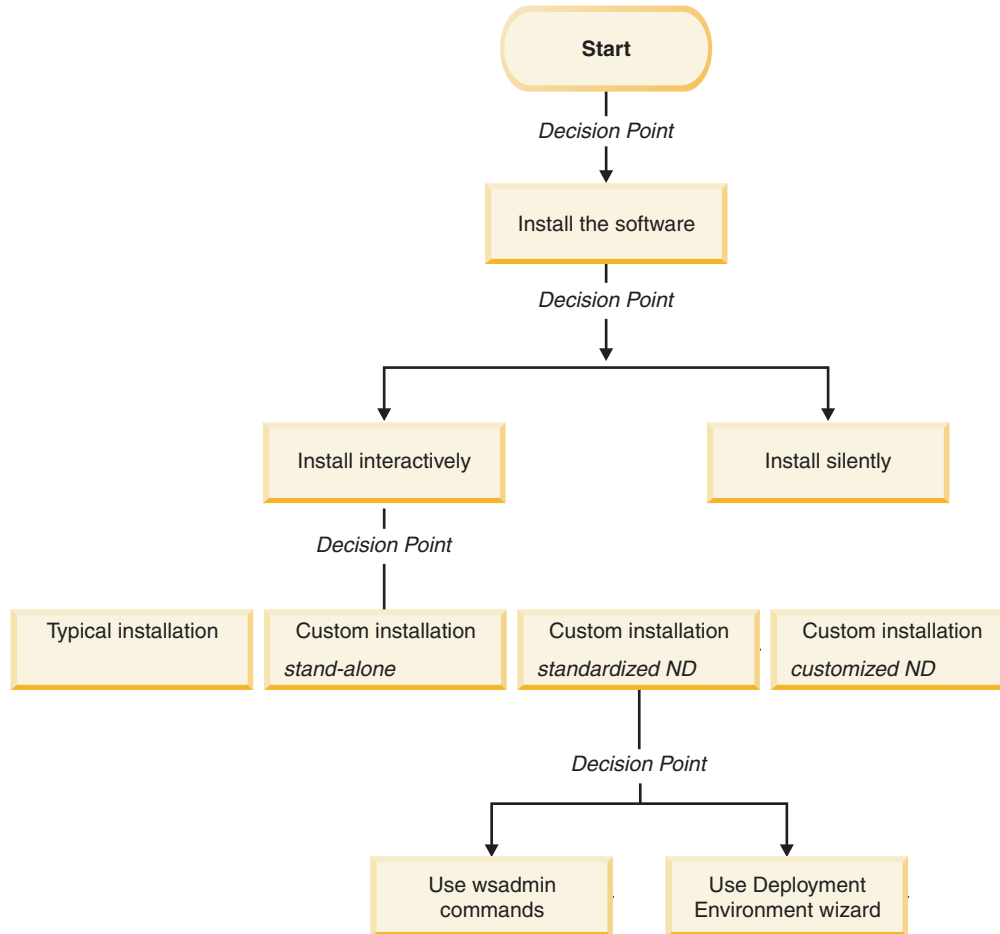 Start
Decision Point
Install the software
Decision Point
Install interactively
Install silently
Decision Point
Typical installation
Custom installation
stand-alone
Custom installation
standardized ND
Custom installation
customized ND
Decision Point
Use wsadmin
commands
Use Deployment
Environment wizard